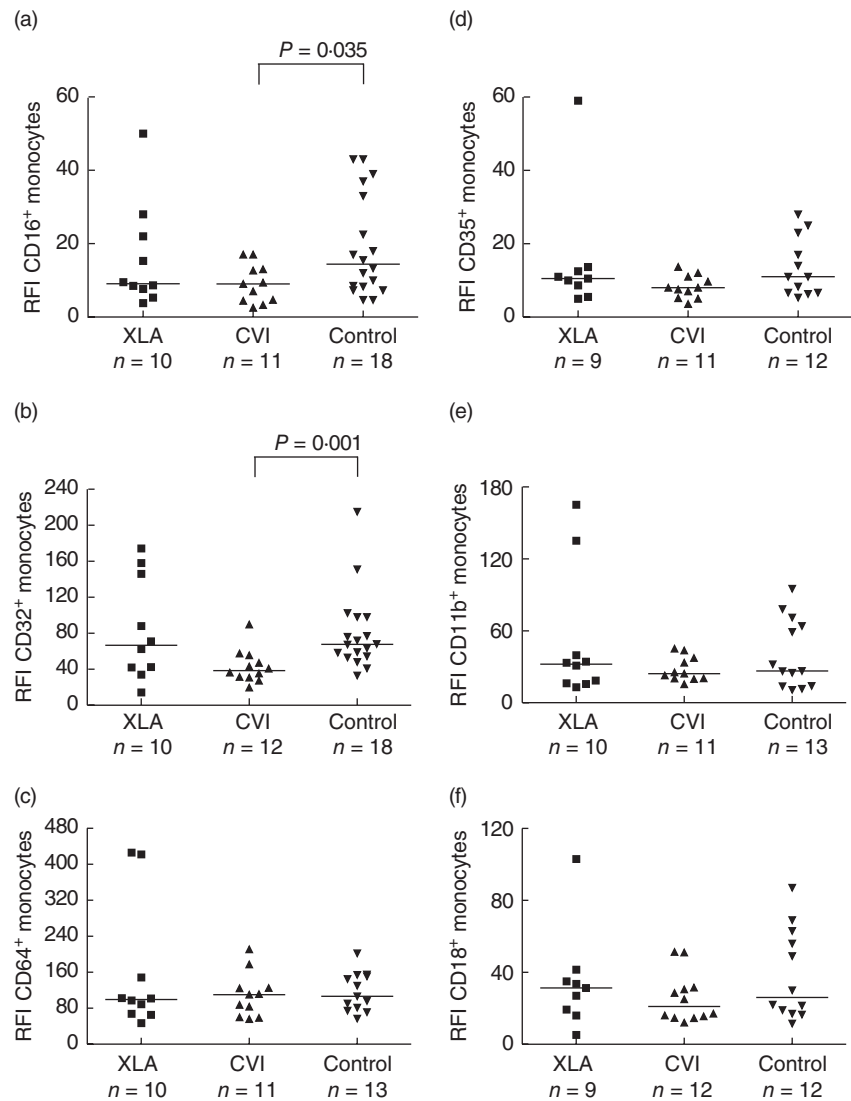 (a)
P = 0·035
60
40
20
0
RFI CD16+ monocytes
XLA CVI Control
n = 10 n = 11 n = 18
(b)
P = 0·001
240
200
160
120
80
40
0
RFI CD32+ monocytes
XLA CVI Control
n = 10 n = 12 n = 18
(c)
480
400
240
160
80
0
RFI CD64+ monocytes
XLA CVI Control
n = 10 n = 11 n = 13
(d)
60
40
20
0
RFI CD35+ monocytes
XLA CVI Control
n = 9 n = 11 n = 12
(e)
180
120
60
0
RFI CD11b+ monocytes
XLA CVI Control
n = 10 n = 11 n = 13
(f)
120
80
40
0
RFI CD18+ monocytes
XLA CVI Control
n = 9 n = 12 n = 12